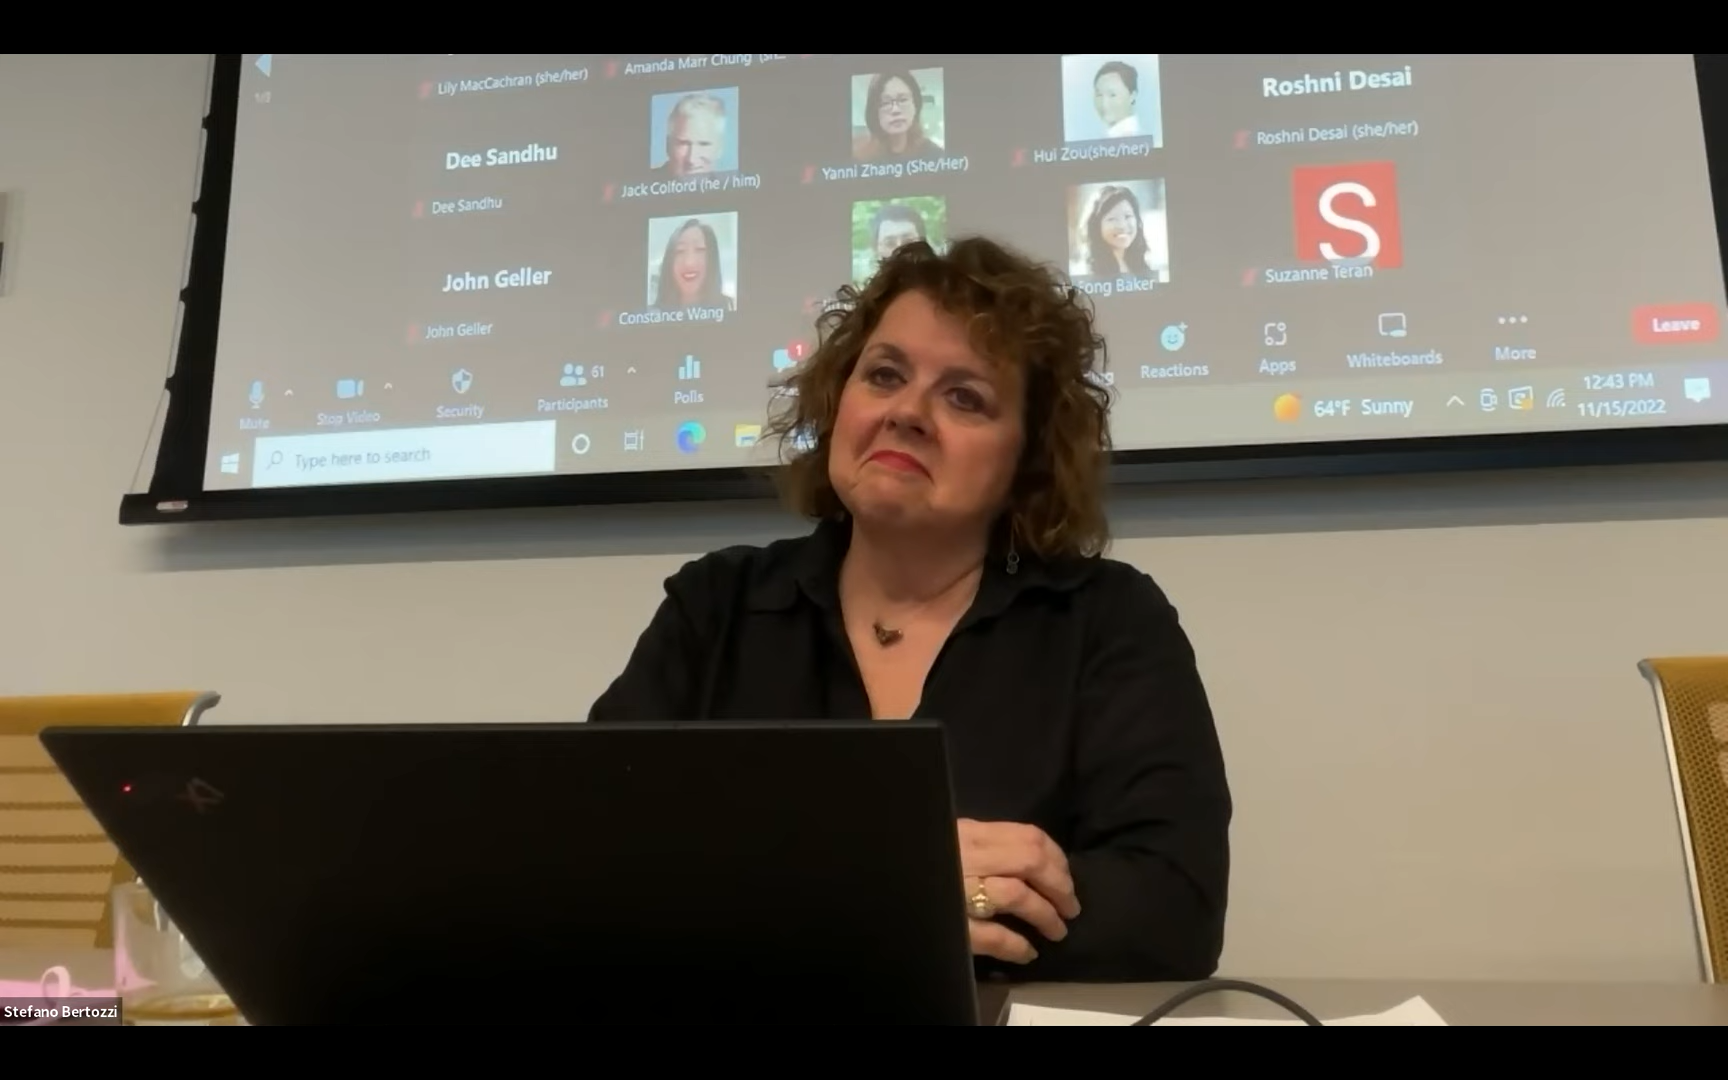 Lily MacCachran (she/her)
Amanda Marr Chung
Roshni Desai
Roshni Desai (she/her)
Dee Sandhu
Dee Sandhu
Jack Colford (he / him)
Yanni Zhang (She/Her)
Hui Zou(she/her)
John Geller
John Geller
Constance Wang
Fong Baker
S
Suzanne Teran
Mute
Stop Video
Security
61
Participants
Polls
1
Reactions
Apps
Whiteboards
More
Leave
Type here to search
64°F Sunny
12:43 PM
11/15/2022
Stefano Bertozzi